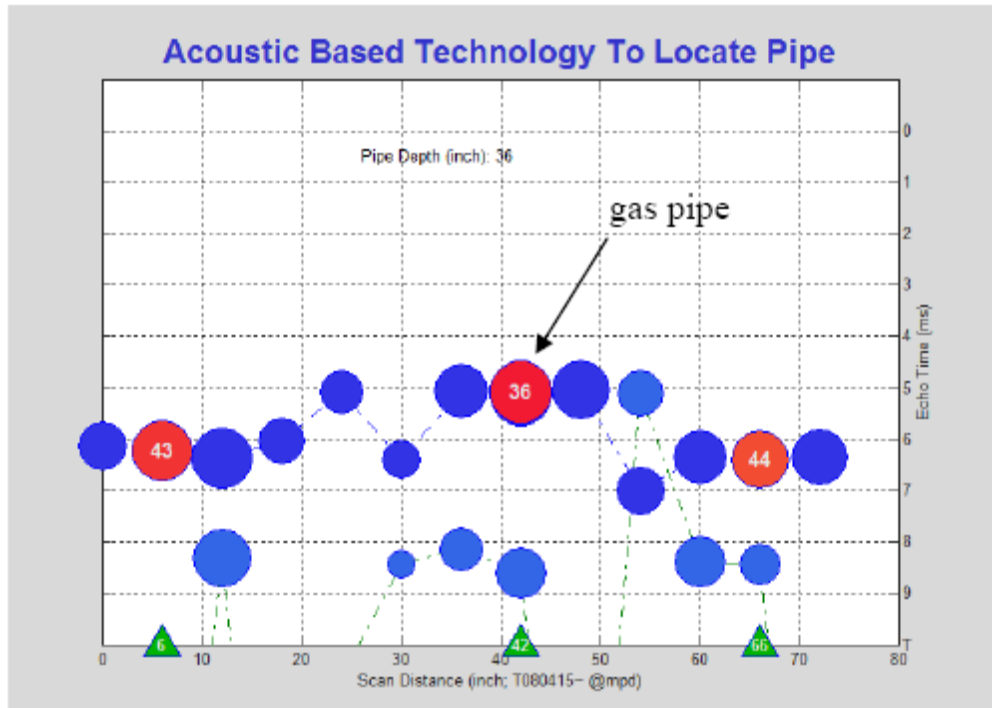 Acoustic Based Technology To Locate Pipe
Pipe Depth (inch): 36
gas pipe
0
1
2
3
4
5
6
7
8
9
T
Echo Time (ms)
43
36
44
6
42
66
0 10 20 30 40 50 60 70 80
Scan Distance (inch; T080415~ @mpd)